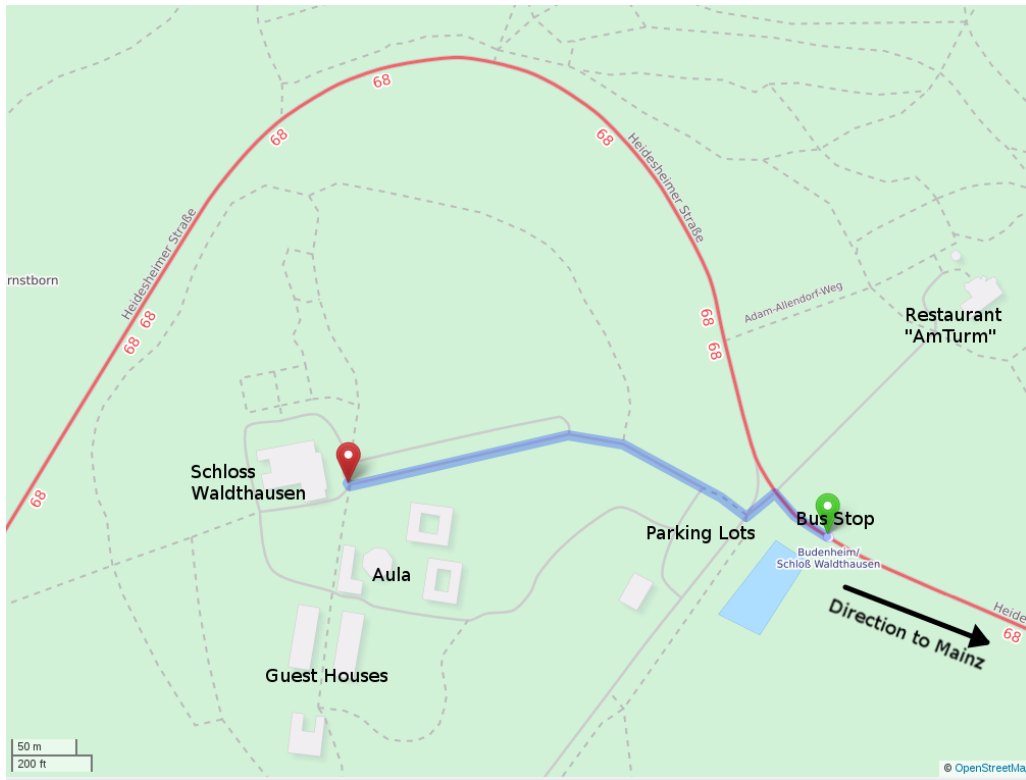 68
68
68
Heidesheimer Straße
Heidesheimer Straße
rnstborn
Adam-Allendorf-Weg
Restaurant
"AmTurm"
68
68
68
68
Schloss
Waldthausen
68
Bus Stop
Parking Lots
Budenheim/
Schloß Waldthausen
Aula
Direction to Mainz
Heide
68
Guest Houses
50 m
200 ft
© OpenStreetMa